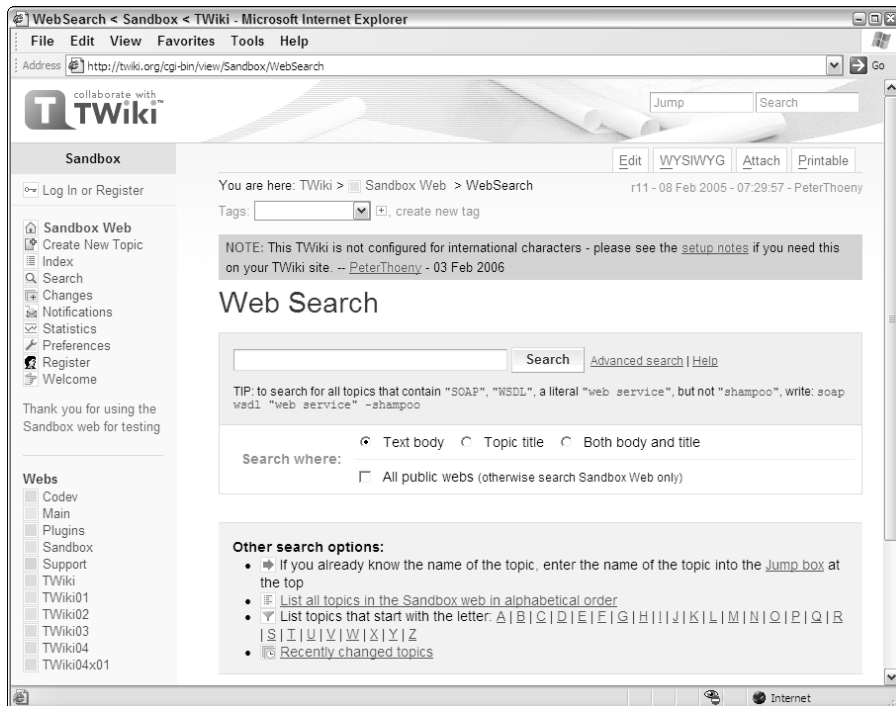 WebSearch < Sandbox < TWiki - Microsoft Internet Explorer
File Edit View Favorites Tools Help
Address http://twiki.org/cgi-bin/view/Sandbox/WebSearch Go
collaborate with
TWiki™
Jump Search
Sandbox
Edit WYSIWYG Attach Printable
Log In or Register
You are here: TWiki > Sandbox Web > WebSearch
r11 - 08 Feb 2005 - 07:29:57 - PeterThoeny
Tags: , create new tag
Sandbox Web
Create New Topic
Index
Search
Changes
Notifications
Statistics
Preferences
Register
Welcome
Thank you for using the
Sandbox web for testing
Webs
Codev
Main
Plugins
Sandbox
Support
TWiki
TWiki01
TWiki02
TWiki03
TWiki04
TWiki04x01
NOTE: This TWiki is not configured for international characters - please see the setup notes if you need this
on your TWiki site. -- PeterThoeny - 03 Feb 2006
Web Search
Search Advanced search | Help
TIP: to search for all topics that contain "SOAP", "WSDL", a literal "web service", but not "shampoo", write: soap
wsdl "web service" -shampoo
Search where:
Text body Topic title Both body and title
All public webs (otherwise search Sandbox Web only)
Other search options:
• If you already know the name of the topic, enter the name of the topic into the Jump box at
the top
• List all topics in the Sandbox web in alphabetical order
• List topics that start with the letter: A | B | C | D | E | F | G | H | I | J | K | L | M | N | O | P | Q | R
| S | T | U | V | W | X | Y | Z
• Recently changed topics
Internet